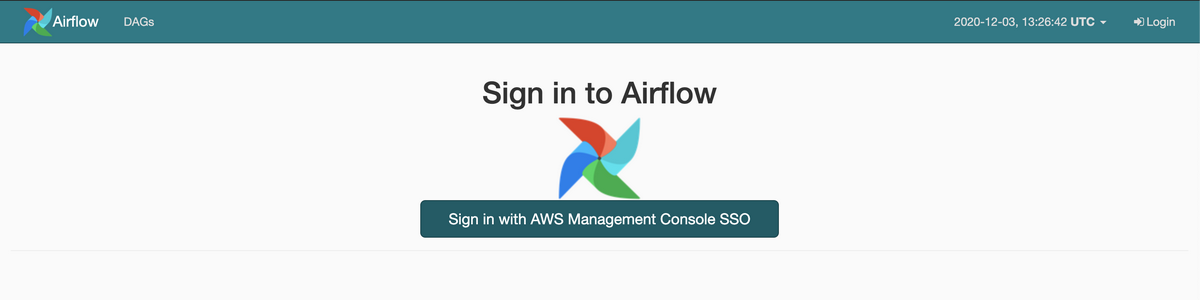 Airflow DAGs 2020-12-03, 13:26:42 UTC Login
Sign in to Airflow
Sign in with AWS Management Console SSO